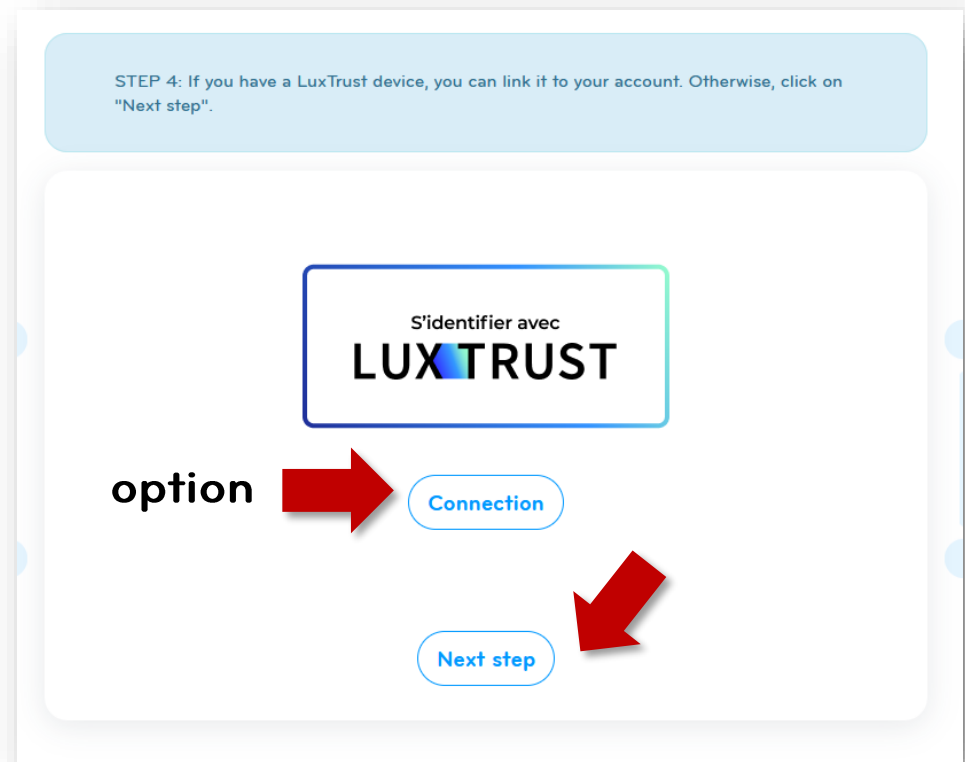 STEP 4: If you have a LuxTrust device, you can link it to your account. Otherwise, click on
"Next step".
S'identifier avec
LUXTRUST
option
Connection
Next step